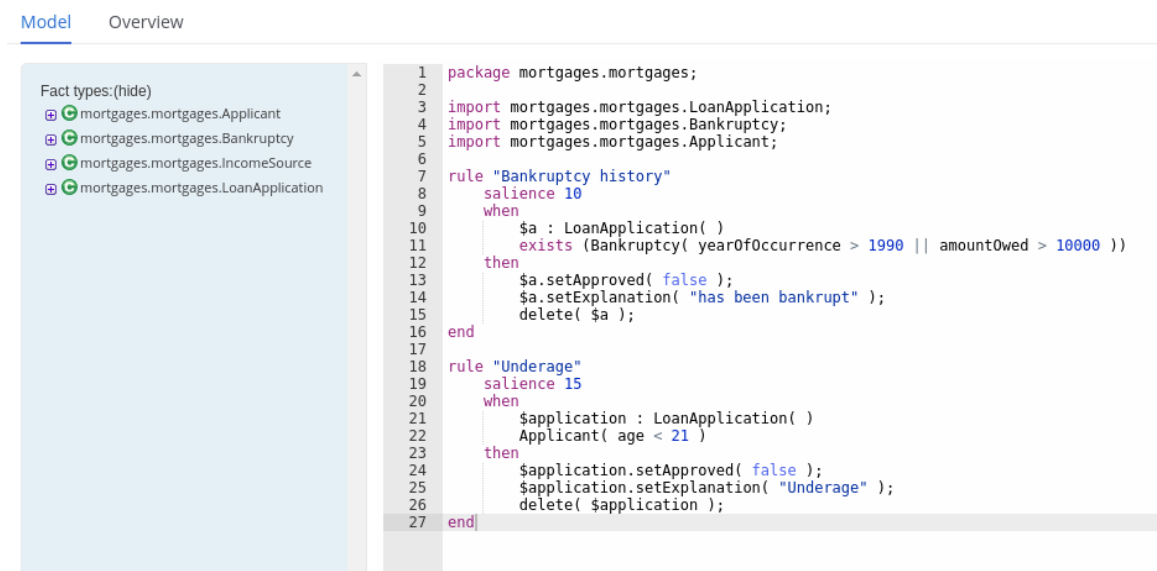 Model Overview
Fact types:(hide)
mortgages.mortgages.Applicant
mortgages.mortgages.Bankruptcy
mortgages.mortgages.IncomeSource
mortgages.mortgages.LoanApplication
1 package mortgages.mortgages;
2
3 import mortgages.mortgages.LoanApplication;
4 import mortgages.mortgages.Bankruptcy;
5 import mortgages.mortgages.Applicant;
6
7 rule "Bankruptcy history"
8     salience 10
9     when
10         $a : LoanApplication( )
11         exists (Bankruptcy( yearOfOccurrence > 1990 || amountOwed > 10000 ))
12     then
13         $a.setApproved( false );
14         $a.setExplanation( "has been bankrupt" );
15         delete( $a );
16 end
17
18 rule "Underage"
19     salience 15
20     when
21         $application : LoanApplication( )
22         Applicant( age < 21 )
23     then
24         $application.setApproved( false );
25         $application.setExplanation( "Underage" );
26         delete( $application );
27 end